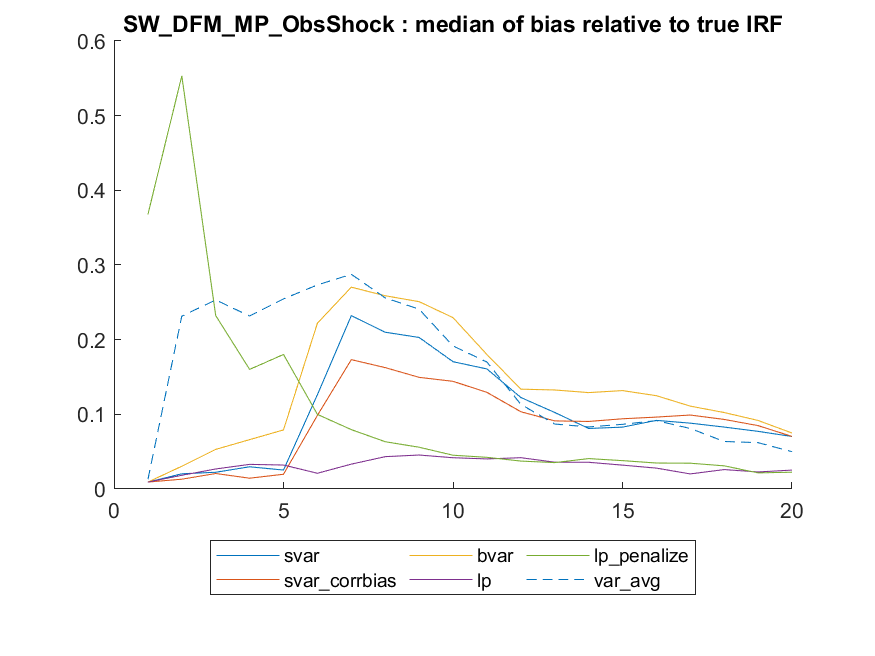 SW_DFM_MP_ObsShock : median of bias relative to true IRF
0.6
0.5
0.4
0.3
0.2
0.1
0
0 5 10 15 20
svar bvar lp_penalize
svar_corrbias lp var_avg